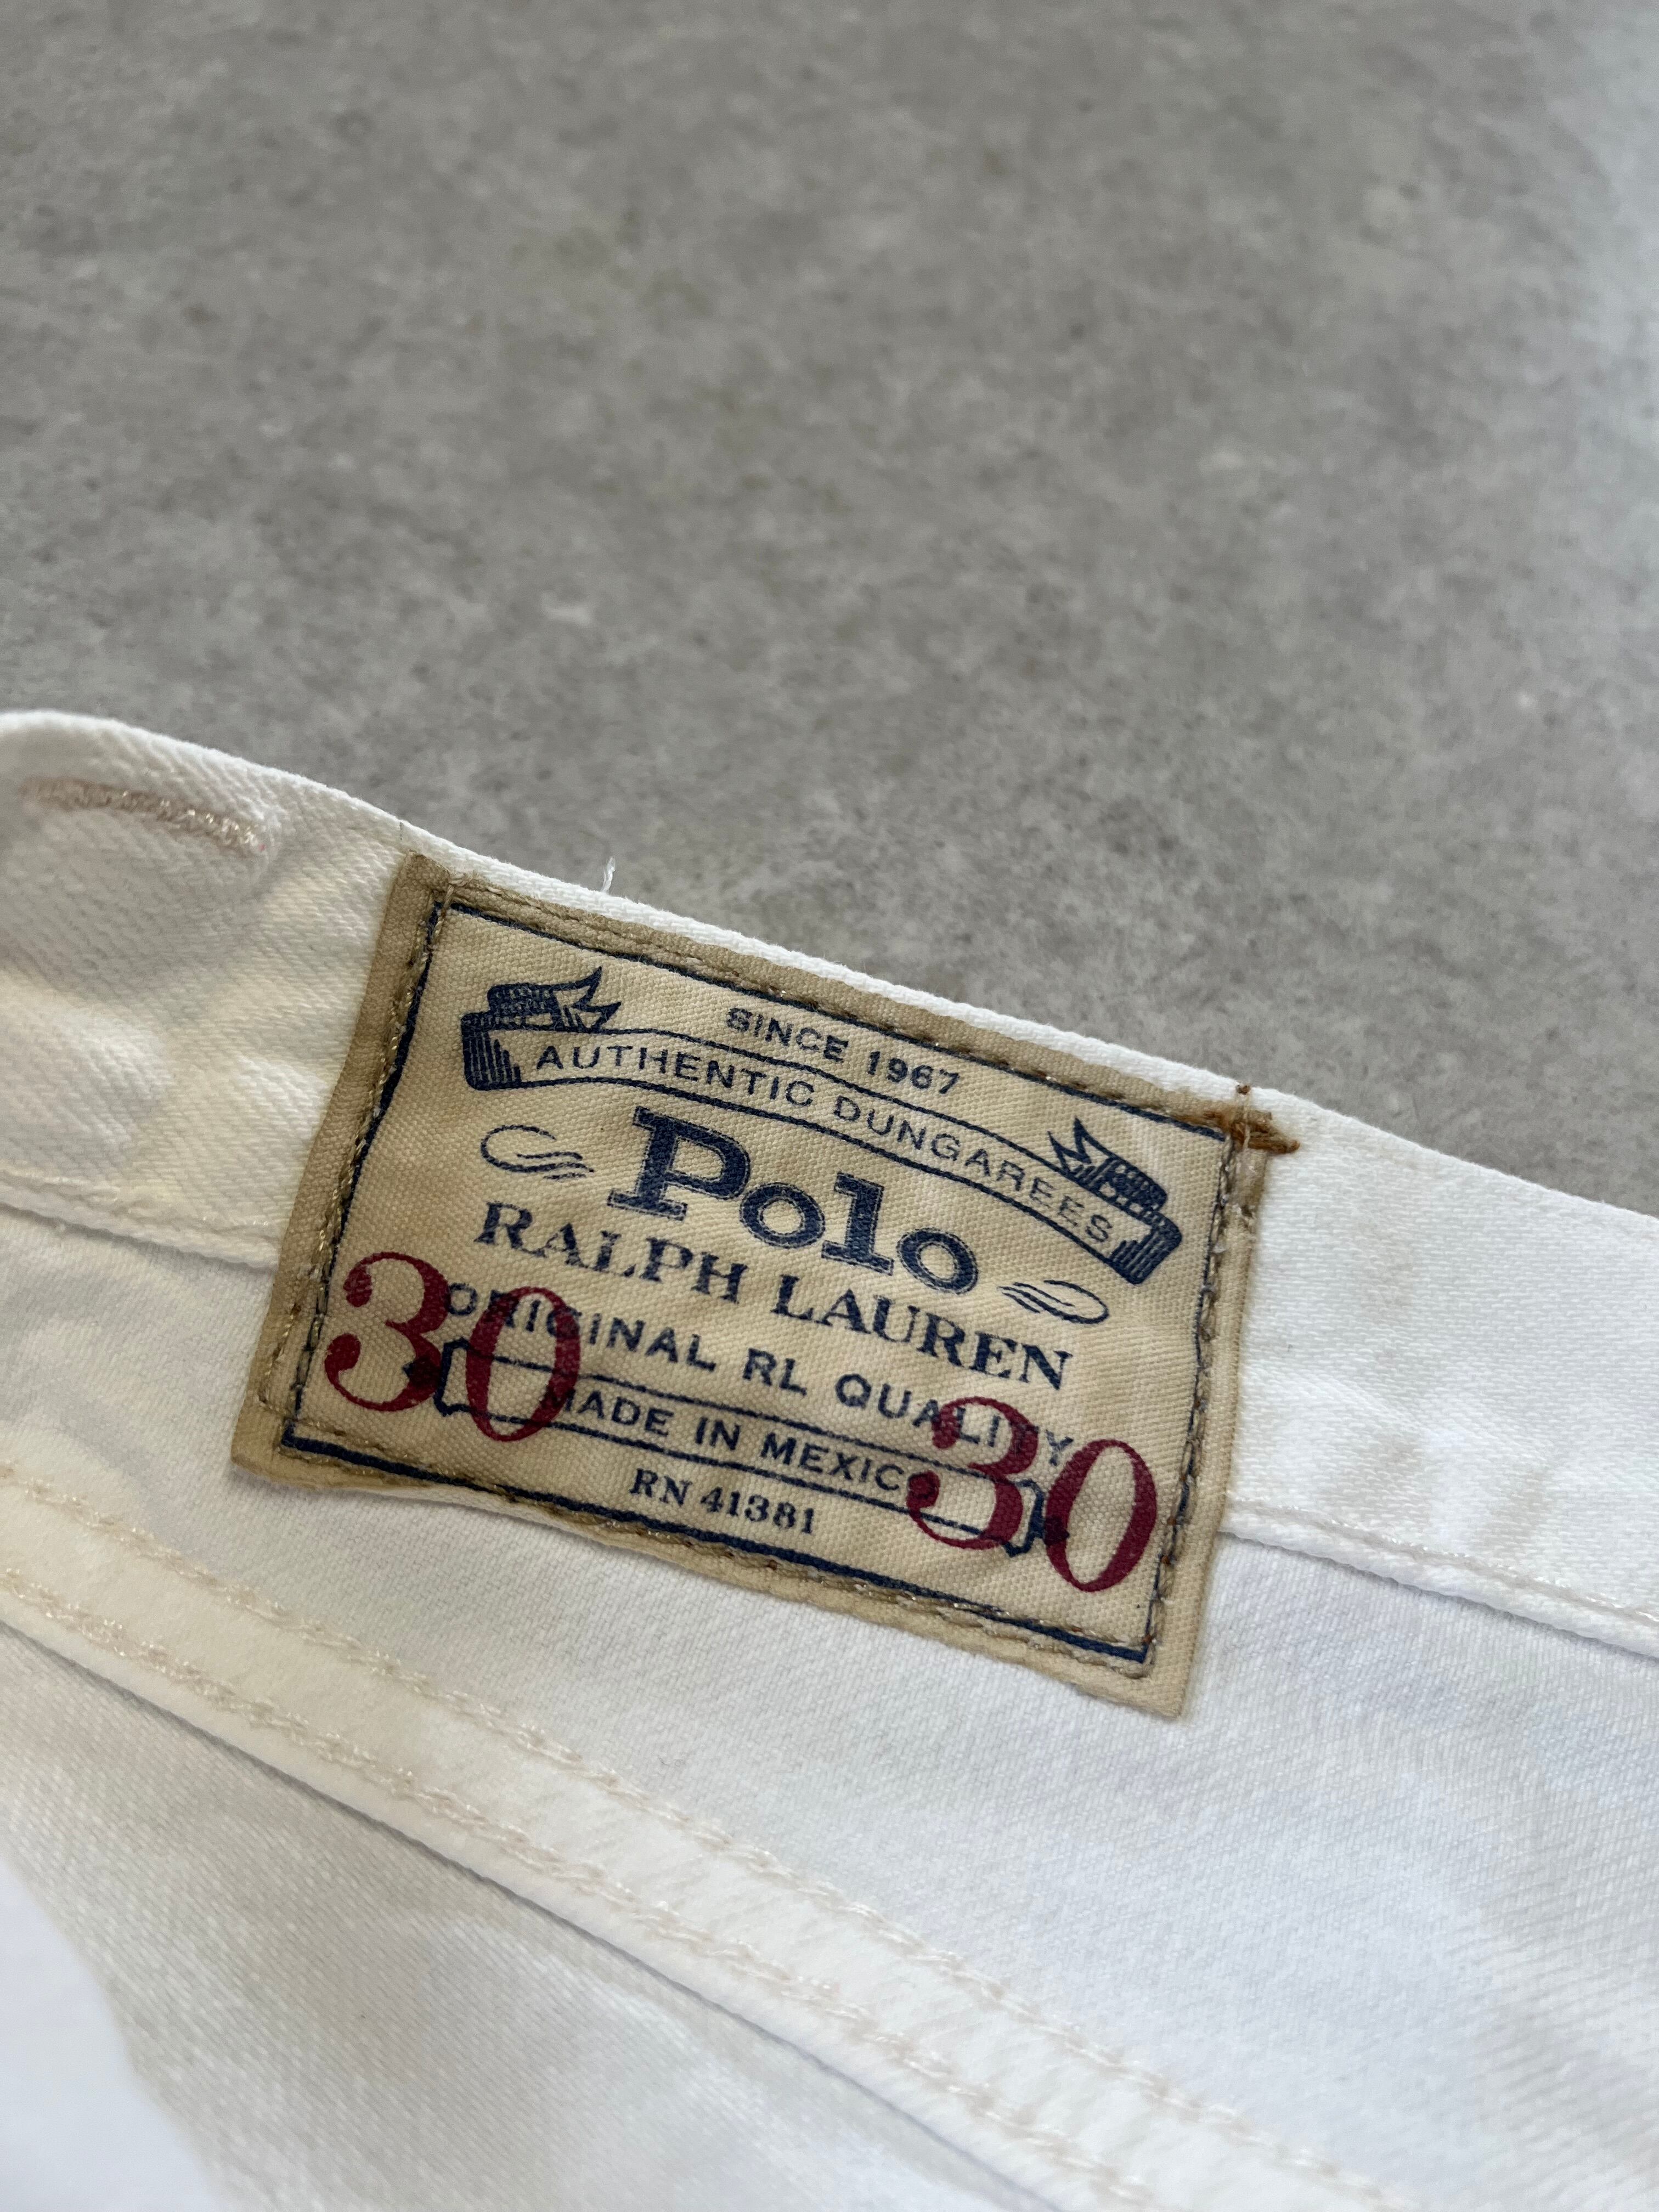 SINCE 1967
AUTHENTIC DUNGAREES
Polo
RALPH LAUREN
ORIGINAL RL QUALITY
30 30
MADE IN MEXICO
RN 41381